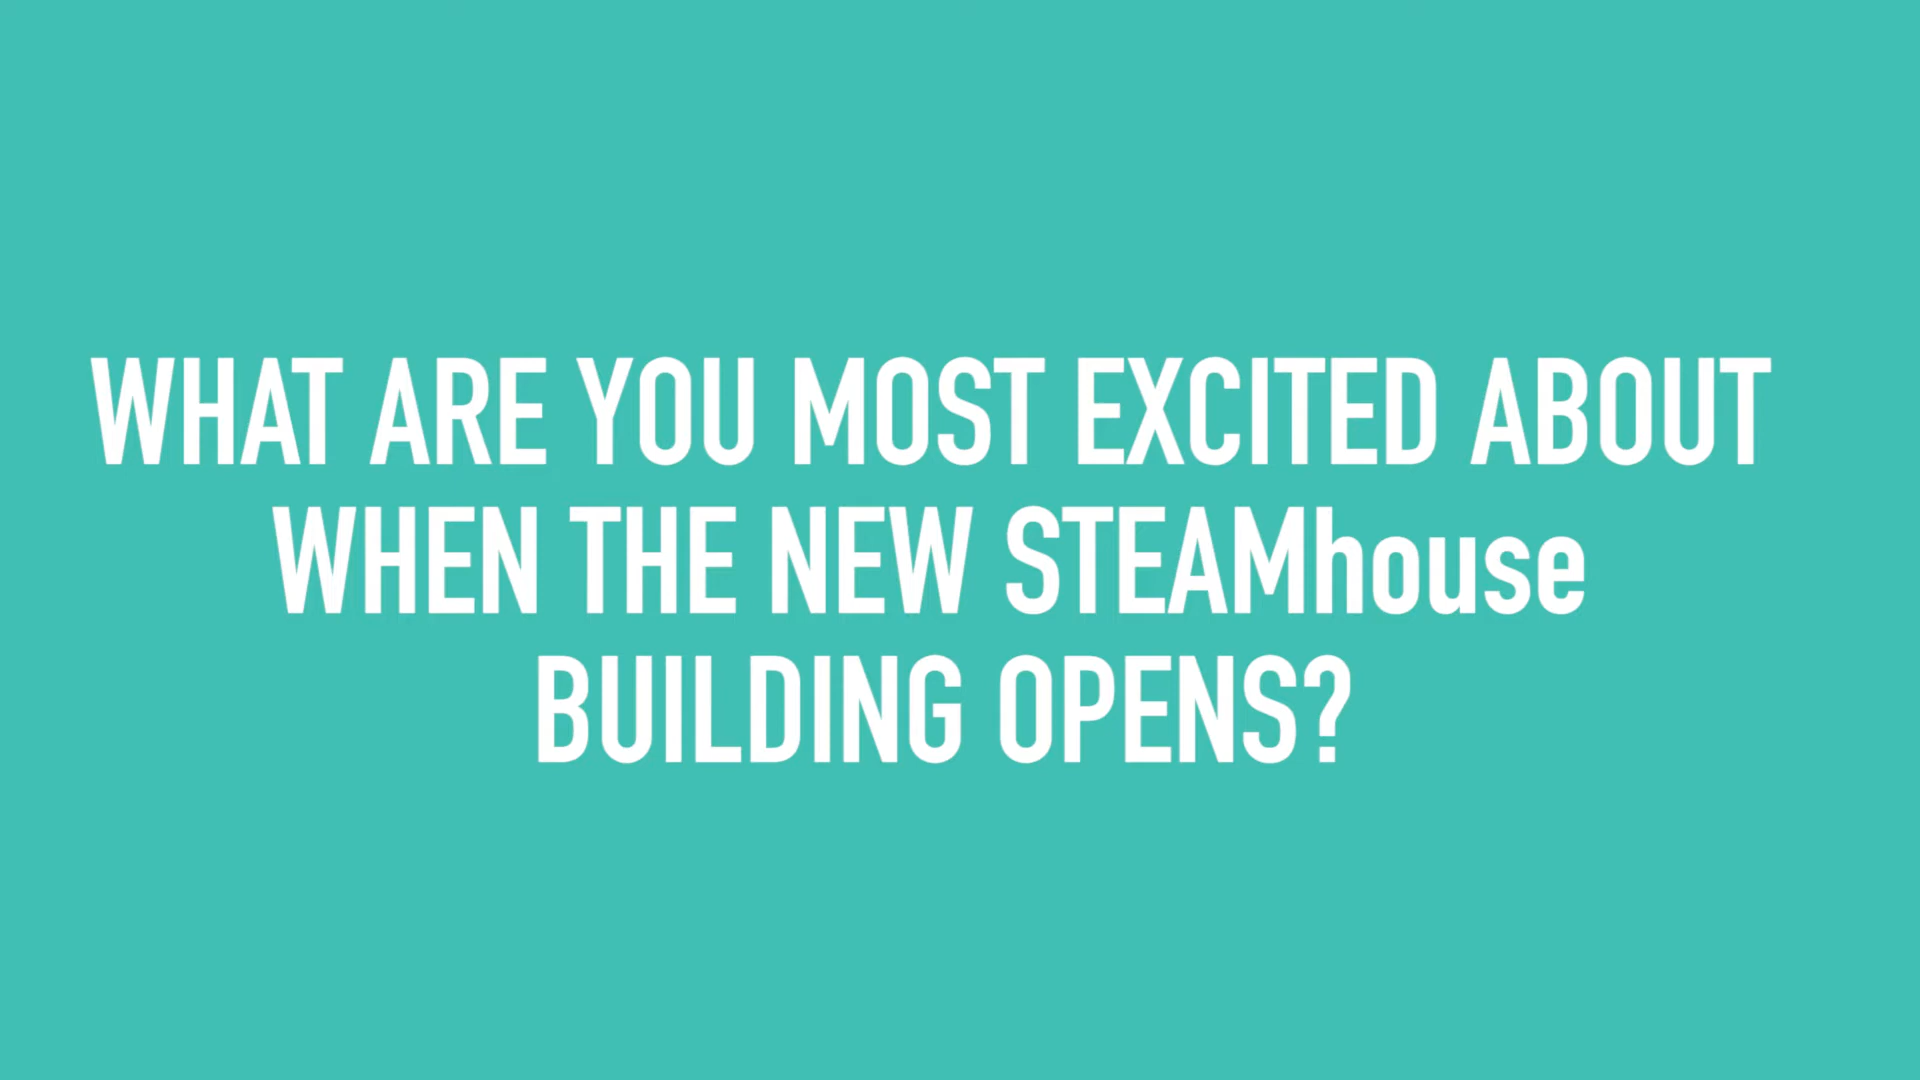 WHAT ARE YOU MOST EXCITED ABOUT
WHEN THE NEW STEAMhouse
BUILDING OPENS?